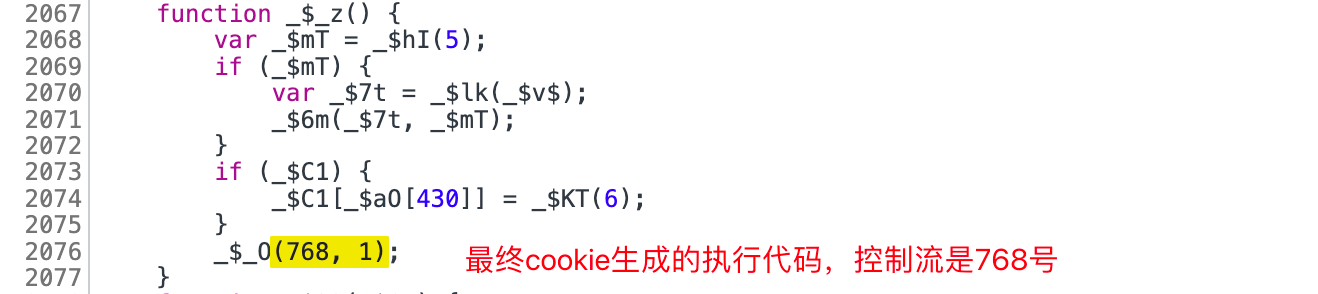 2067 function _$_z() {
2068 var _$mT = _$hI(5);
2069 if (_$mT) {
2070 var _$7t = _$lk(_$v$);
2071 _$6m(_$7t, _$mT);
2072 }
2073 if (_$C1) {
2074 _$C1[_$aO[430]] = _$KT(6);
2075 }
2076 _$_O(768, 1); 最终cookie生成的执行代码，控制流是768号
2077 }